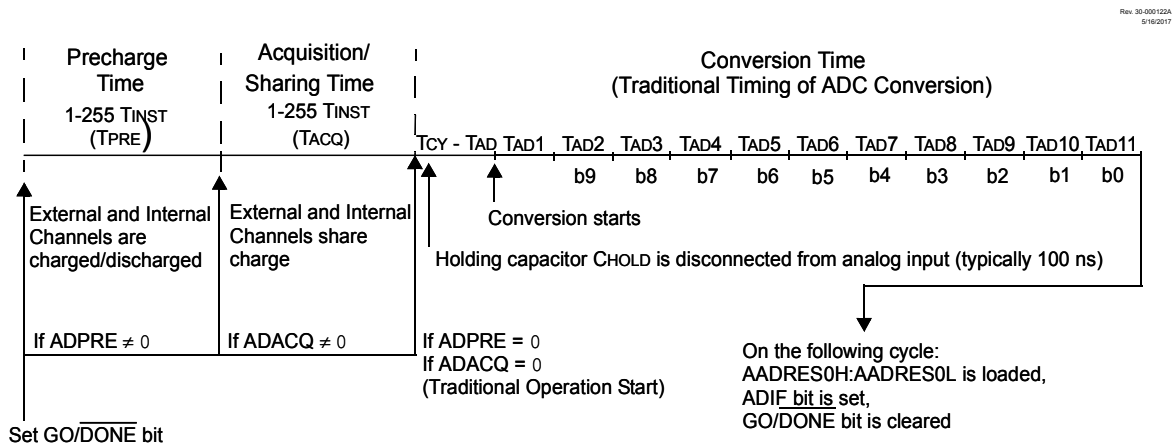 Rev. 30-000122A
5/16/2017
Precharge
Time
1-255 TINST
(TPRE)
Acquisition/
Sharing Time
1-255 TINST
(TACQ)
Conversion Time
(Traditional Timing of ADC Conversion)
TCY - TAD TAD1 TAD2 TAD3 TAD4 TAD5 TAD6 TAD7 TAD8 TAD9 TAD10 TAD11
b9 b8 b7 b6 b5 b4 b3 b2 b1 b0
External and Internal
Channels are
charged/discharged
External and Internal
Channels share
charge
Conversion starts
Holding capacitor CHOLD is disconnected from analog input (typically 100 ns)
If ADPRE ≠ 0
If ADACQ ≠ 0
If ADPRE = 0
If ADACQ = 0
(Traditional Operation Start)
On the following cycle:
AADRES0H:AADRES0L is loaded,
ADIF bit is set,
GO/DONE bit is cleared
Set GO/DONE bit